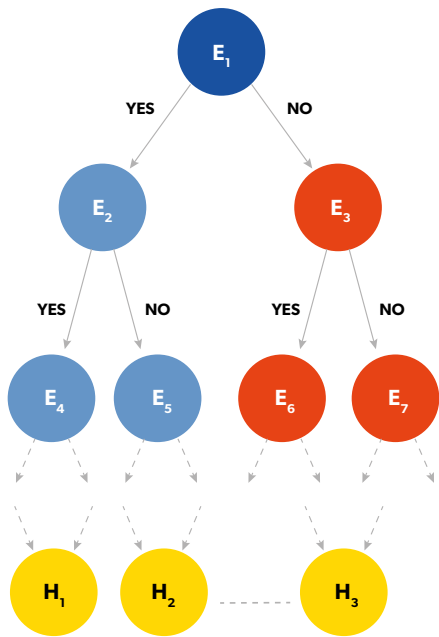 E₁
YES NO
E₂ E₃
YES NO YES NO
E₄ E₅ E₆ E₇
H₁ H₂ H₃